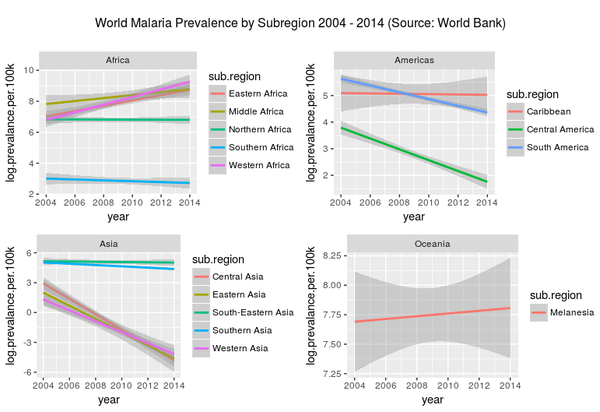 World Malaria Prevalence by Subregion 2004 - 2014 (Source: World Bank)
Africa
log.prevalance.per.100k
10
8
6
4
2
2004 2006 2008 2010 2012 2014
year
sub.region
Eastern Africa
Middle Africa
Northern Africa
Southern Africa
Western Africa
Americas
log.prevalance.per.100k
5
4
3
2
2004 2006 2008 2010 2012 2014
year
sub.region
Caribbean
Central America
South America
Asia
log.prevalance.per.100k
6
3
0
-3
-6
2004 2006 2008 2010 2012 2014
year
sub.region
Central Asia
Eastern Asia
South-Eastern Asia
Southern Asia
Western Asia
Oceania
log.prevalance.per.100k
8.25
8.00
7.75
7.50
7.25
2004 2006 2008 2010 2012 2014
year
sub.region
Melanesia